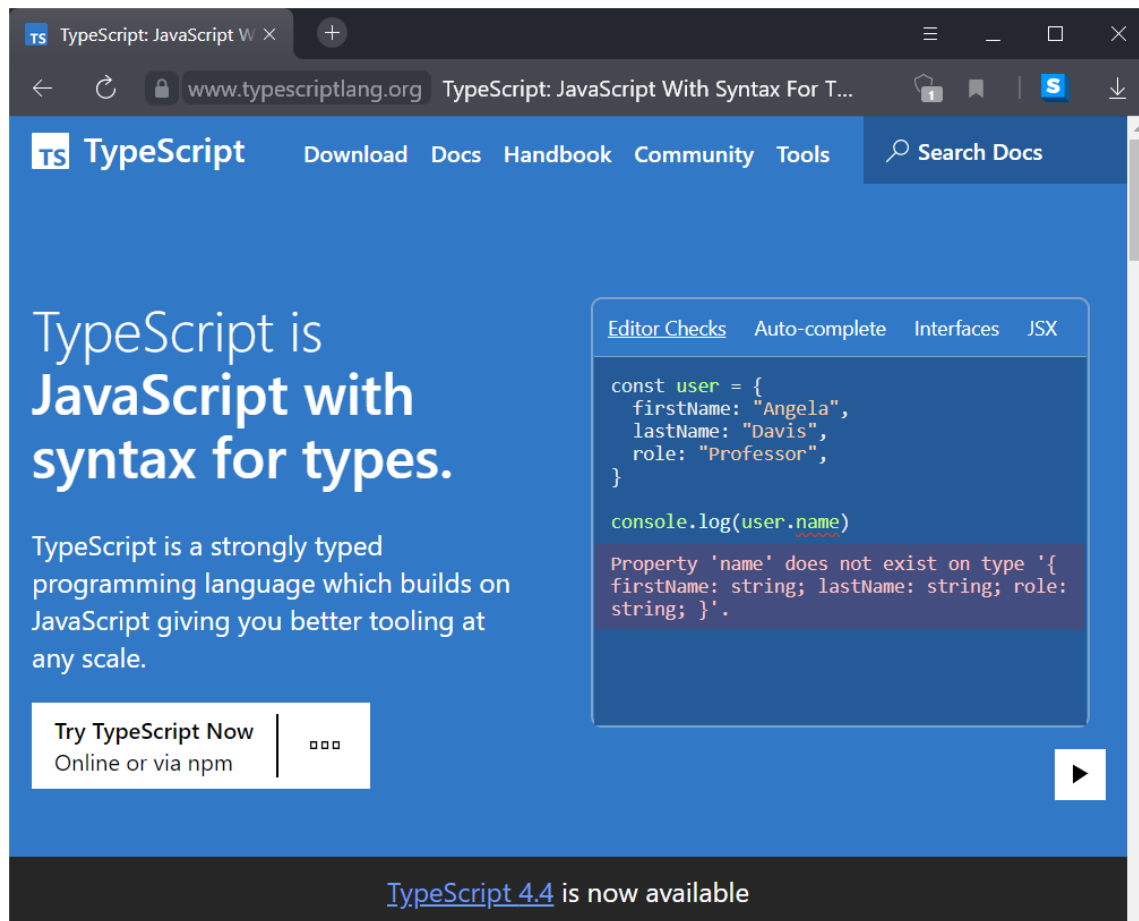 TS TypeScript: JavaScript W
www.typescriptlang.org TypeScript: JavaScript With Syntax For T...
1
S
TS TypeScript Download Docs Handbook Community Tools Search Docs
TypeScript is
JavaScript with
syntax for types.
TypeScript is a strongly typed
programming language which builds on
JavaScript giving you better tooling at
any scale.
Try TypeScript Now
Online or via npm
Editor Checks Auto-complete Interfaces JSX
const user = {
  firstName: "Angela",
  lastName: "Davis",
  role: "Professor",
}
console.log(user.name)
Property 'name' does not exist on type '{
firstName: string; lastName: string; role:
string; }'.
TypeScript 4.4 is now available